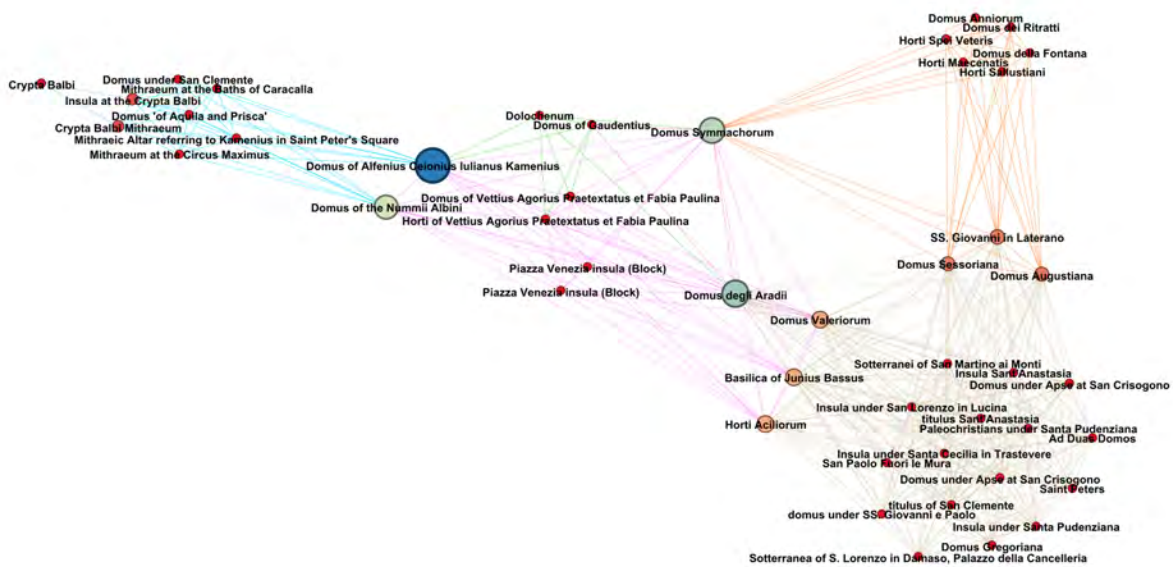 Domus Anniorum
Domus dei Ritratti
Horti Spei Veteris
Domus della Fontana
Horti Maecenatis
Horti Sallustiani
Domus under San Clemente
Crypta Balbi
Mithraeum at the Baths of Caracalla
Insula at the Crypta Balbi
Domus 'of Aquila and Prisca'
Crypta Balbi Mithraeum
Mithraeic Altar referring to Kamenius in Saint Peter's Square
Mithraeum at the Circus Maximus
Dolochenum
Domus of Gaudentius
Domus Symmachorum
Domus of Alfenius Ceionius Iulianus Kamenius
Domus of Vettius Agorius Praetextatus et Fabia Paulina
Domus of the Nummii Albini
Horti of Vettius Agorius Praetextatus et Fabia Paulina
SS. Giovanni in Laterano
Domus Sessoriana
Domus Augustiana
Piazza Venezia insula (Block)
Piazza Venezia insula (Block)
Domus degli Aradii
Domus Valeriorum
Sotterranei of San Martino ai Monti
Insula Sant Anastasia
Basilica of Junius Bassus
Domus under Apse at San Crisogono
Insula under San Lorenzo in Lucina
titulus Sant Anastasia
Horti Aciliorum
Paleochristians under Santa Pudenziana
Ad Duas Domos
Insula under Santa Cecilia in Trastevere
San Paolo Fuori le Mura
Domus under Apse at San Crisogono
Saint Peters
titulus of San Clemente
domus under SS. Giovanni e Paolo
Insula under Santa Pudenziana
Domus Gregoriana
Sotterranea of S. Lorenzo in Damaso, Palazzo della Cancelleria